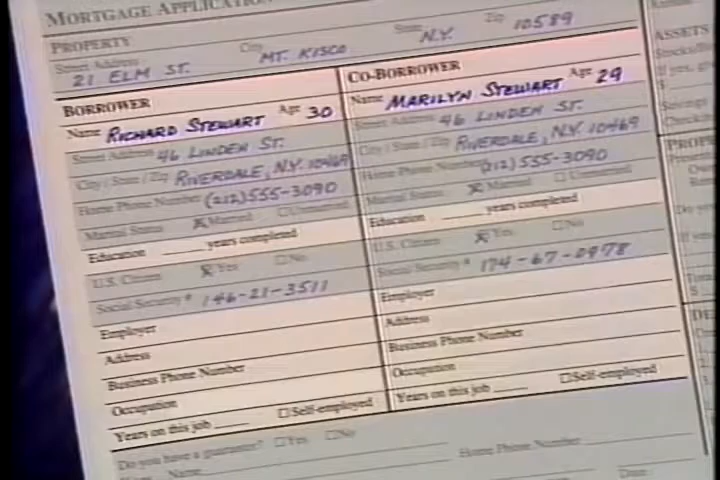 MORTGAGE APPLICATION
PROPERTY
Street Address City State Zip
21 ELM ST. MT. KISCO N.Y. 10589
BORROWER
Name RICHARD STEWART Age 30
Street Address 46 LINDEN ST.
City / State / Zip RIVERDALE, N.Y. 10469
Home Phone Number (212) 555-3090
Marital Status ☒ Married ☐ Unmarried
Education ______ years completed
U.S. Citizen ☒ Yes ☐ No
Social Security # 146-21-3511
Employer
Address
Business Phone Number
Occupation
Years on this job _____ ☐ Self-employed
CO-BORROWER
Name MARILYN STEWART Age 29
Street Address 46 LINDEN ST.
City / State / Zip RIVERDALE, N.Y. 10469
Home Phone Number (212) 555-3090
Marital Status ☒ Married ☐ Unmarried
Education ______ years completed
U.S. Citizen ☒ Yes ☐ No
Social Security # 174-67-0978
Employer
Address
Business Phone Number
Occupation
Years on this job _____ ☐ Self-employed
Do you have a guarantor? ☐ Yes ☐ No
Name
Home Phone Number
Date
ASSETS